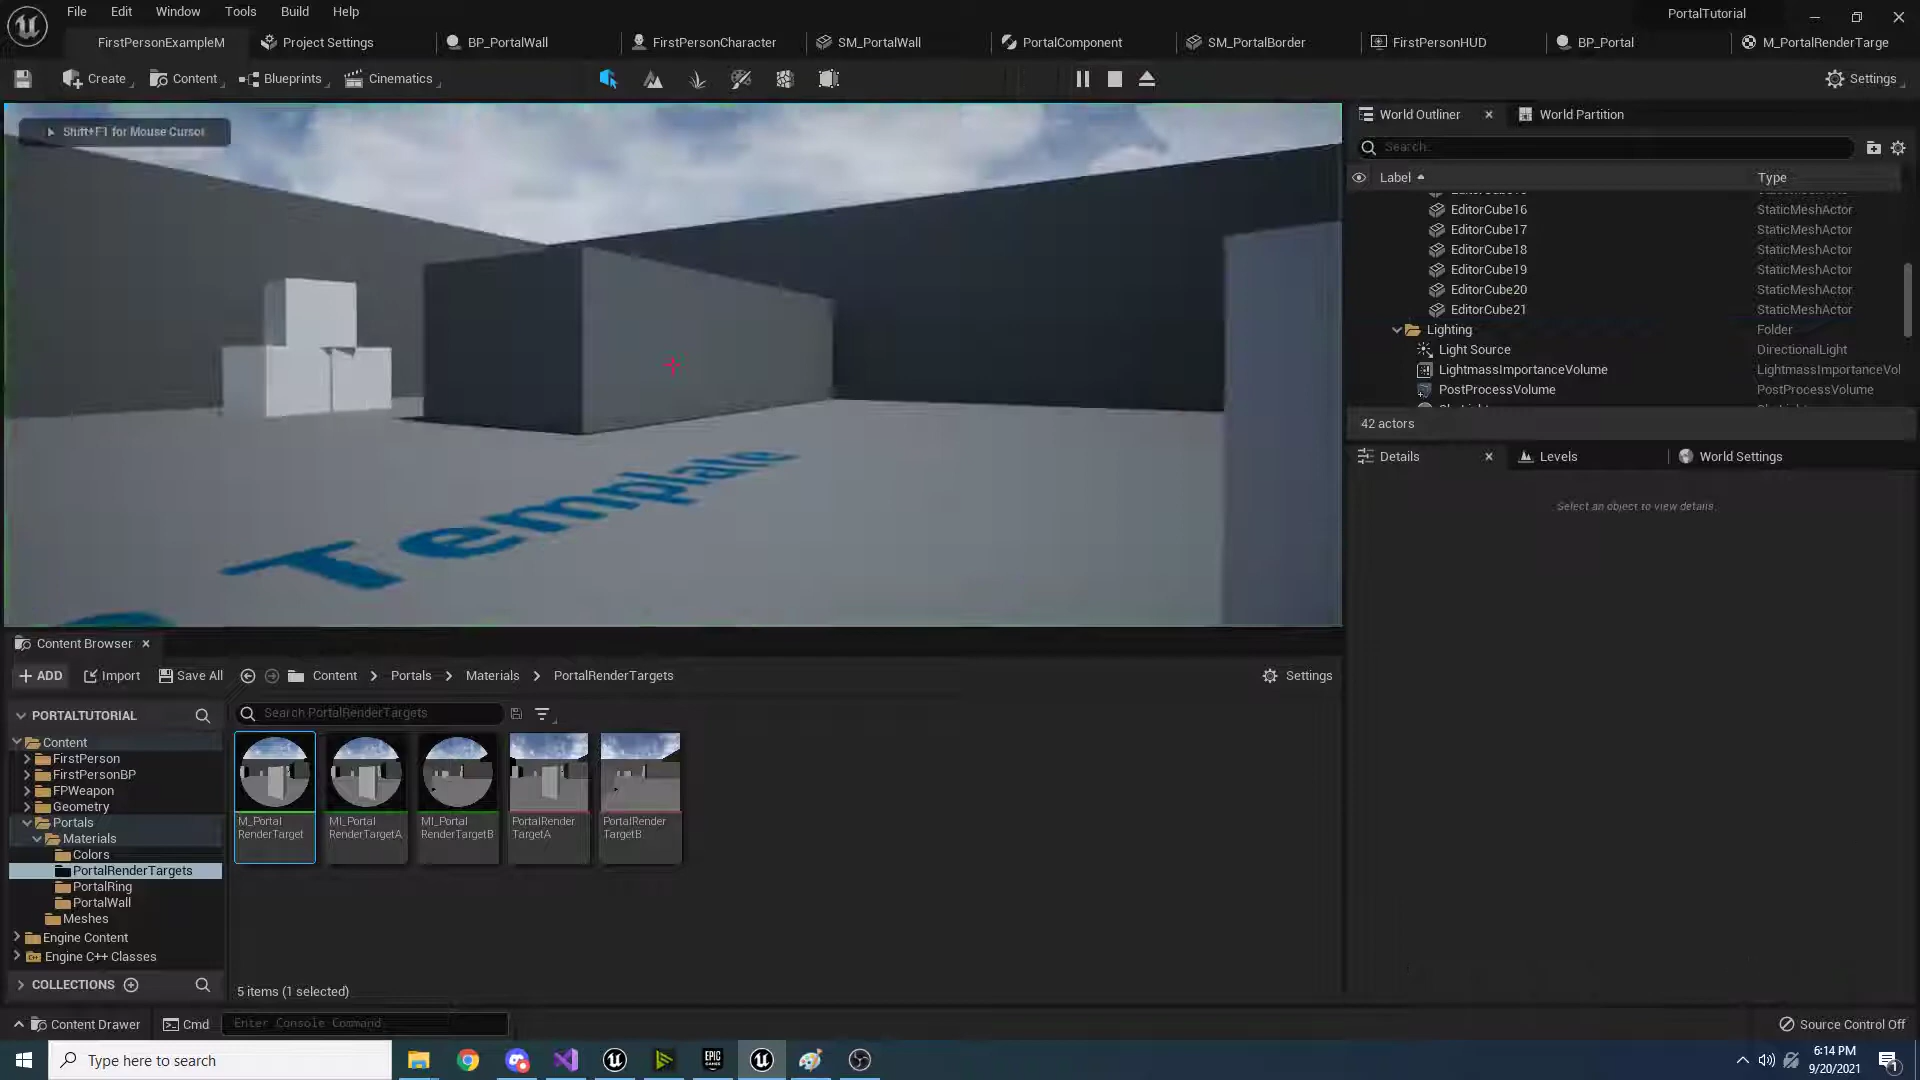 File Edit Window Tools Build Help
PortalTutorial
FirstPersonExampleM
Project Settings
BP_PortalWall
FirstPersonCharacter
SM_PortalWall
PortalComponent
SM_PortalBorder
FirstPersonHUD
BP_Portal
M_PortalRenderTarge
Create
Content
Blueprints
Cinematics
Settings
Shift+F1 for Mouse Cursor
Template
World Outliner
World Partition
Search...
Label
Type
EditorCube16 StaticMeshActor
EditorCube17 StaticMeshActor
EditorCube18 StaticMeshActor
EditorCube19 StaticMeshActor
EditorCube20 StaticMeshActor
EditorCube21 StaticMeshActor
Lighting Folder
Light Source DirectionalLight
LightmassImportanceVolume LightmassImportanceVol
PostProcessVolume PostProcessVolume
42 actors
Details
Levels
World Settings
Select an object to view details.
Content Browser
ADD
Import
Save All
Content
Portals
Materials
PortalRenderTargets
Settings
PORTALTUTORIAL
Search PortalRenderTargets
Content
FirstPerson
FirstPersonBP
FPWeapon
Geometry
Portals
Materials
Colors
PortalRenderTargets
PortalRing
PortalWall
Meshes
Engine Content
Engine C++ Classes
COLLECTIONS
M_Portal
RenderTarget
MI_Portal
RenderTargetA
MI_Portal
RenderTargetB
PortalRender
TargetA
PortalRender
TargetB
5 items (1 selected)
Content Drawer
Cmd
Enter Console Command
Source Control Off
Type here to search
EPIC
GAMES
6:14 PM
9/20/2021
1